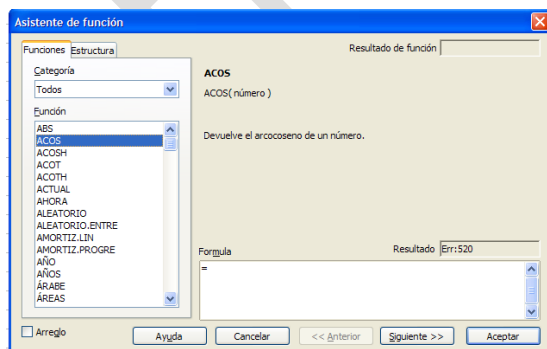 Asistente de función
Funciones Estructura
Resultado de función
Categoría
Todos
Función
ABS
ACOS
ACOSH
ACOT
ACOTH
ACTUAL
AHORA
ALEATORIO
ALEATORIO.ENTRE
AMORTIZ.LIN
AMORTIZ.PROGRE
AÑO
AÑOS
ÁRABE
ÁREAS
ACOS
ACOS( número )
Devuelve el arcocoseno de un número.
Formula
Resultado Err:520
=
Arreglo
Ayuda Cancelar << Anterior Siguiente >> Aceptar